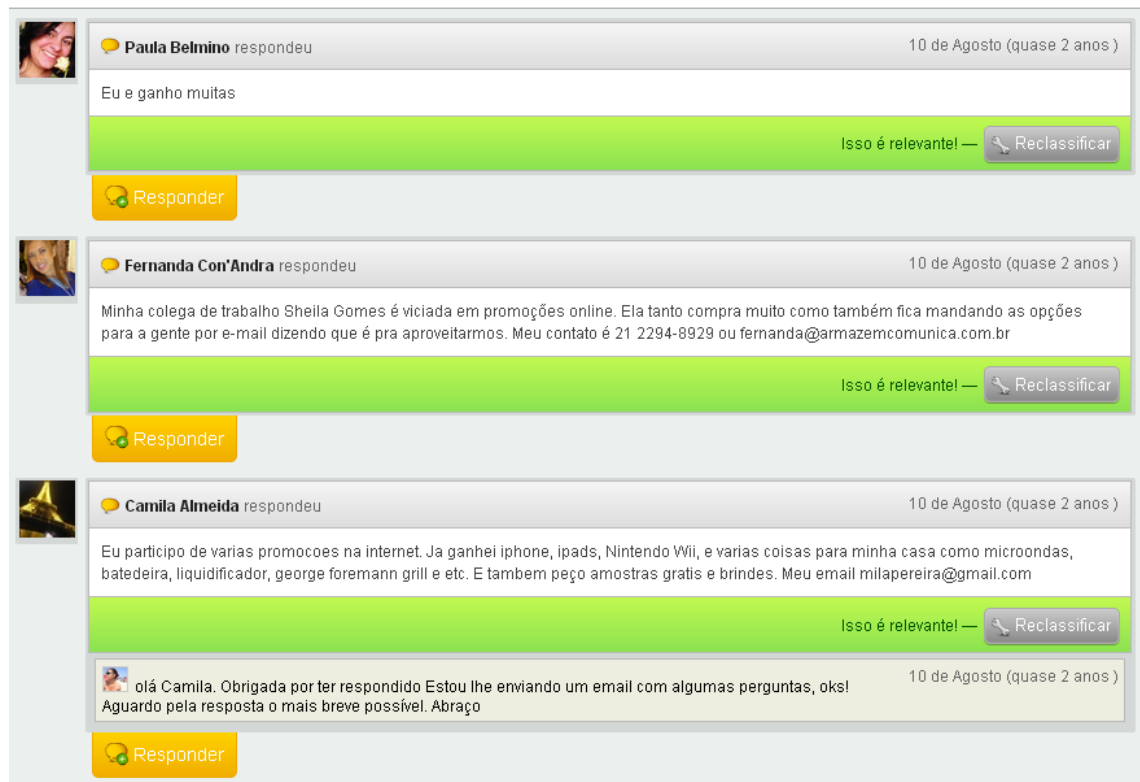 Paula Belmino respondeu 10 de Agosto (quase 2 anos )
Eu e ganho muitas
Isso é relevante! — Reclassificar
Responder
Fernanda Con'Andra respondeu 10 de Agosto (quase 2 anos )
Minha colega de trabalho Sheila Gomes é viciada em promoções online. Ela tanto compra muito como também fica mandando as opções
para a gente por e-mail dizendo que é pra aproveitarmos. Meu contato é 21 2294-8929 ou fernanda@armazemcomunica.com.br
Isso é relevante! — Reclassificar
Responder
Camila Almeida respondeu 10 de Agosto (quase 2 anos )
Eu participo de varias promocoes na internet. Ja ganhei iphone, ipads, Nintendo Wii, e varias coisas para minha casa como microondas,
batedeira, liquidificador, george foremann grill e etc. E tambem peço amostras gratis e brindes. Meu email milapereira@gmail.com
Isso é relevante! — Reclassificar
olá Camila. Obrigada por ter respondido Estou lhe enviando um email com algumas perguntas, oks! 10 de Agosto (quase 2 anos )
Aguardo pela resposta o mais breve possível. Abraço
Responder